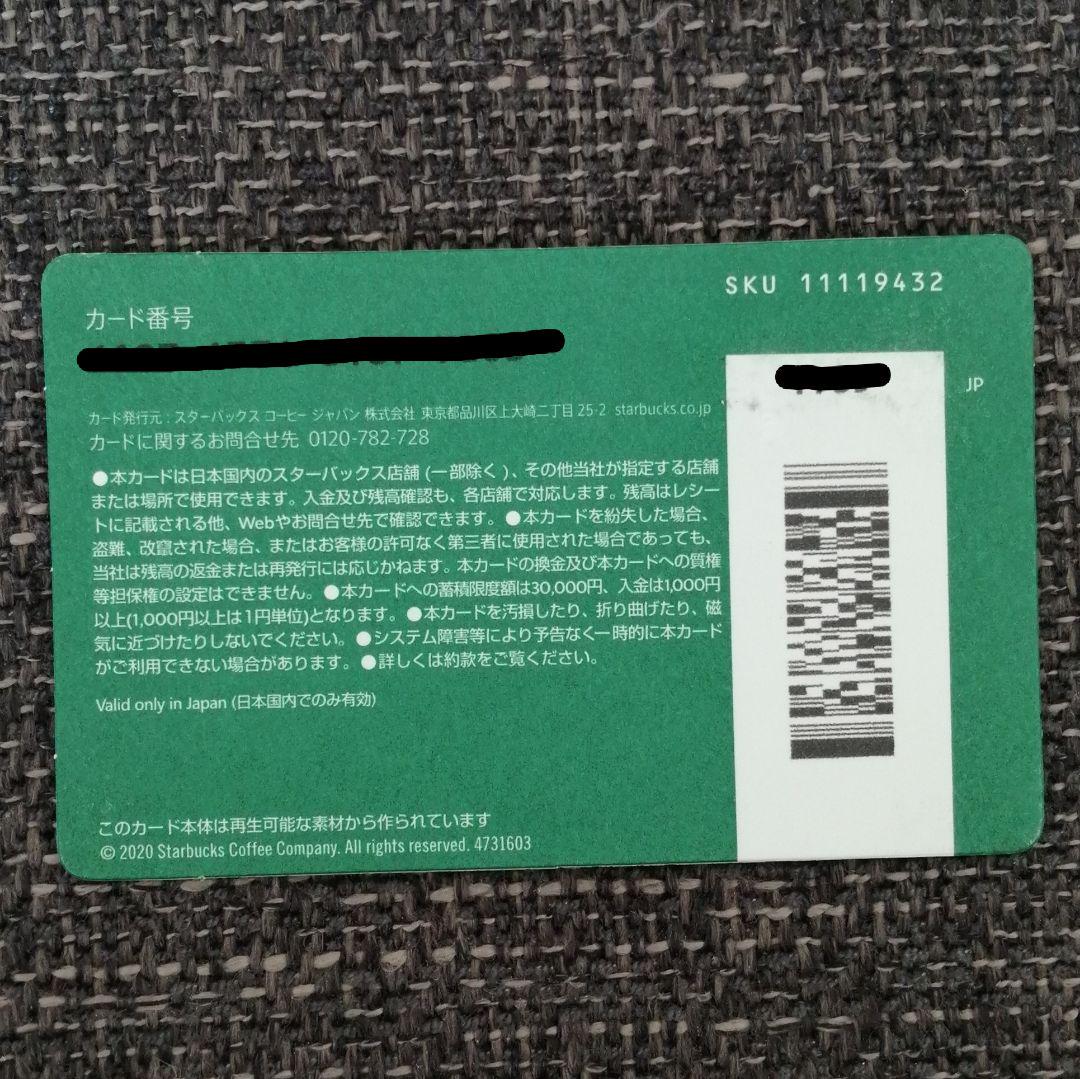 SKU 11119432
カード番号
JP
カード発行元：スターバックス コーヒー ジャパン 株式会社 東京都品川区上大崎二丁目 25-2 starbucks.co.jp
カードに関するお問合せ先 0120-782-728
●本カードは日本国内のスターバックス店舗 (一部除く)、その他当社が指定する店舗
または場所で使用できます。入金及び残高確認も、各店舗で対応します。残高はレシー
トに記載される他、Webやお問合せ先で確認できます。●本カードを紛失した場合、
盗難、改竄された場合、またはお客様の許可なく第三者に使用された場合であっても、
当社は残高の返金または再発行には応じかねます。本カードの換金及び本カードへの質権
等担保権の設定はできません。●本カードへの蓄積限度額は30,000円、入金は1,000円
以上(1,000円以上は1円単位)となります。●本カードを汚損したり、折り曲げたり、磁
気に近づけたりしないでください。●システム障害等により予告なく一時的に本カード
がご利用できない場合があります。●詳しくは約款をご覧ください。
Valid only in Japan (日本国内でのみ有効)
このカード本体は再生可能な素材から作られています
© 2020 Starbucks Coffee Company. All rights reserved. 4731603